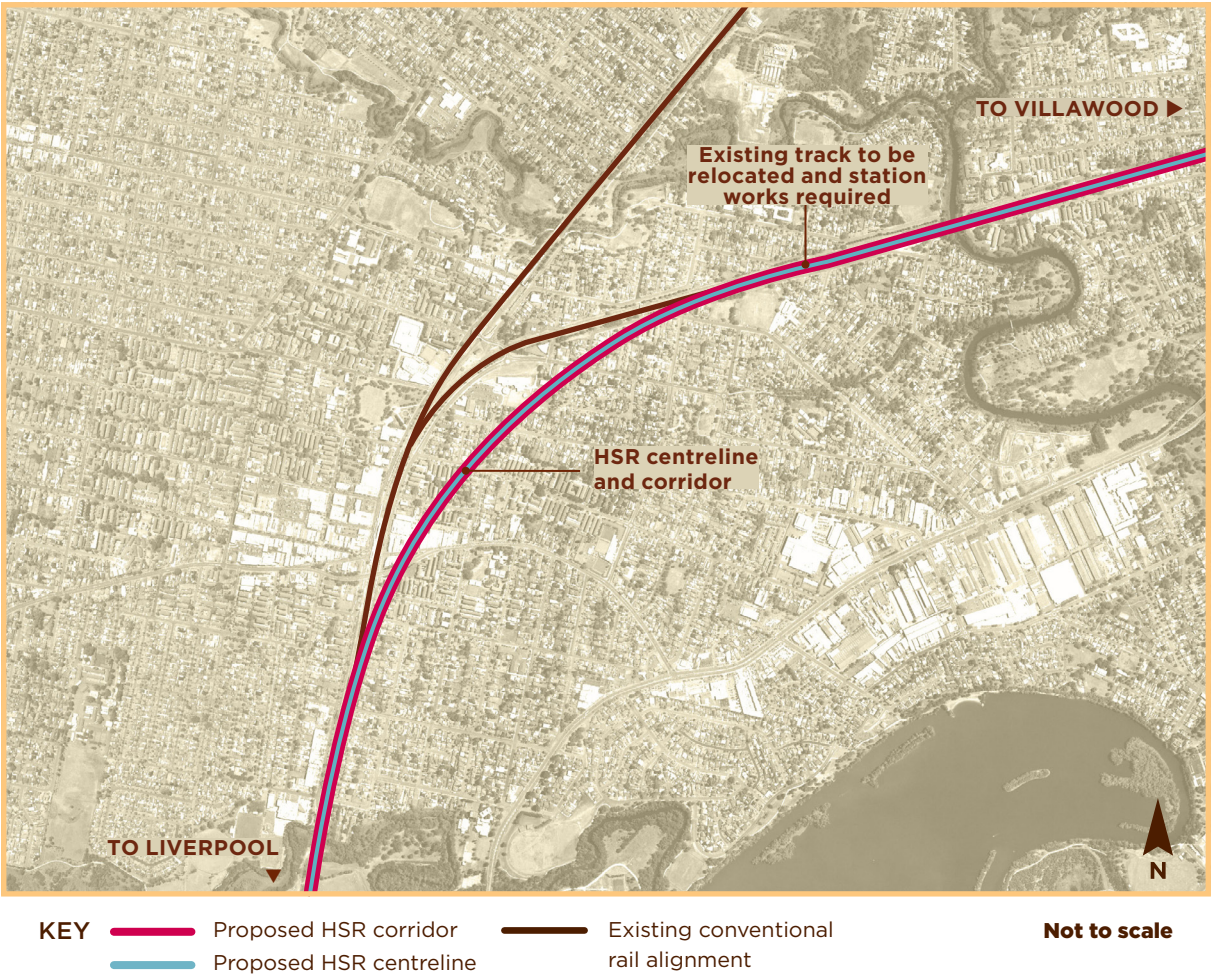 TO VILLAWOOD ▶
Existing track to be
relocated and station
works required
HSR centreline
and corridor
TO LIVERPOOL
▼
N
KEY
Proposed HSR corridor
Proposed HSR centreline
Existing conventional
rail alignment
Not to scale